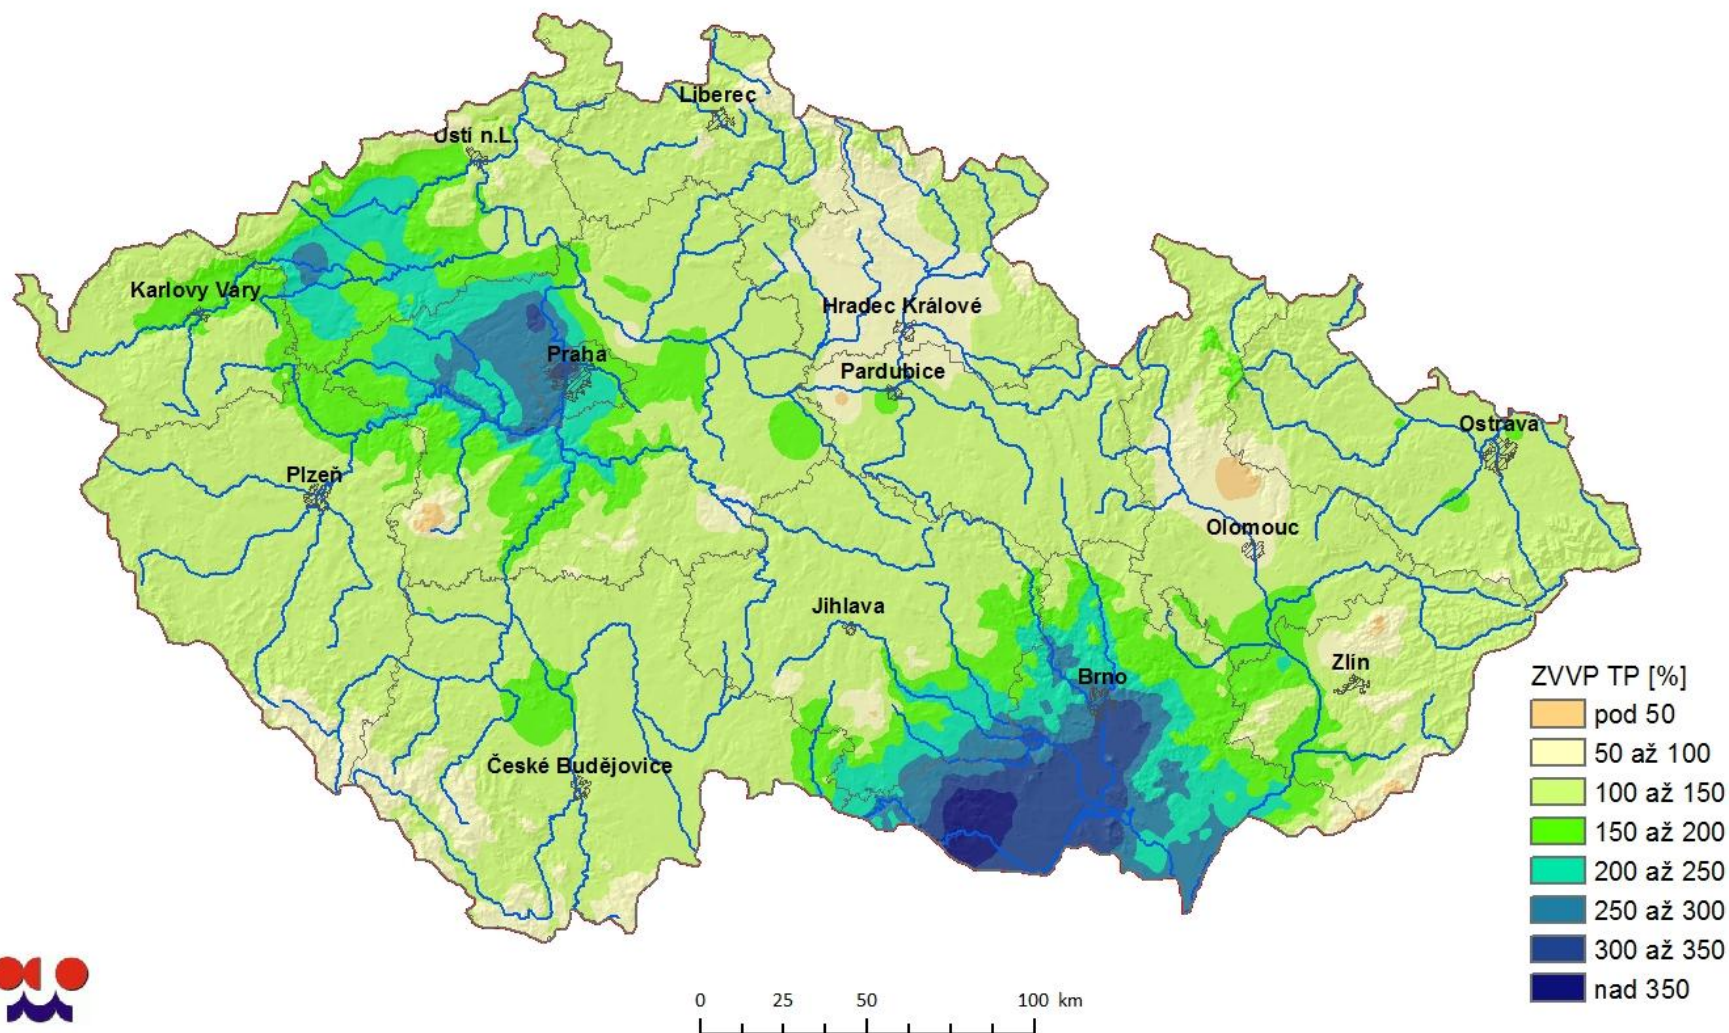 Liberec
Ústí n.L.
Karlovy Vary
Hradec Králové
Praha
Pardubice
Ostrava
Plzeň
Olomouc
Jihlava
Zlín
Brno
České Budějovice
ZVVP TP [%]
pod 50
50 až 100
100 až 150
150 až 200
200 až 250
250 až 300
300 až 350
nad 350
0 25 50 100 km